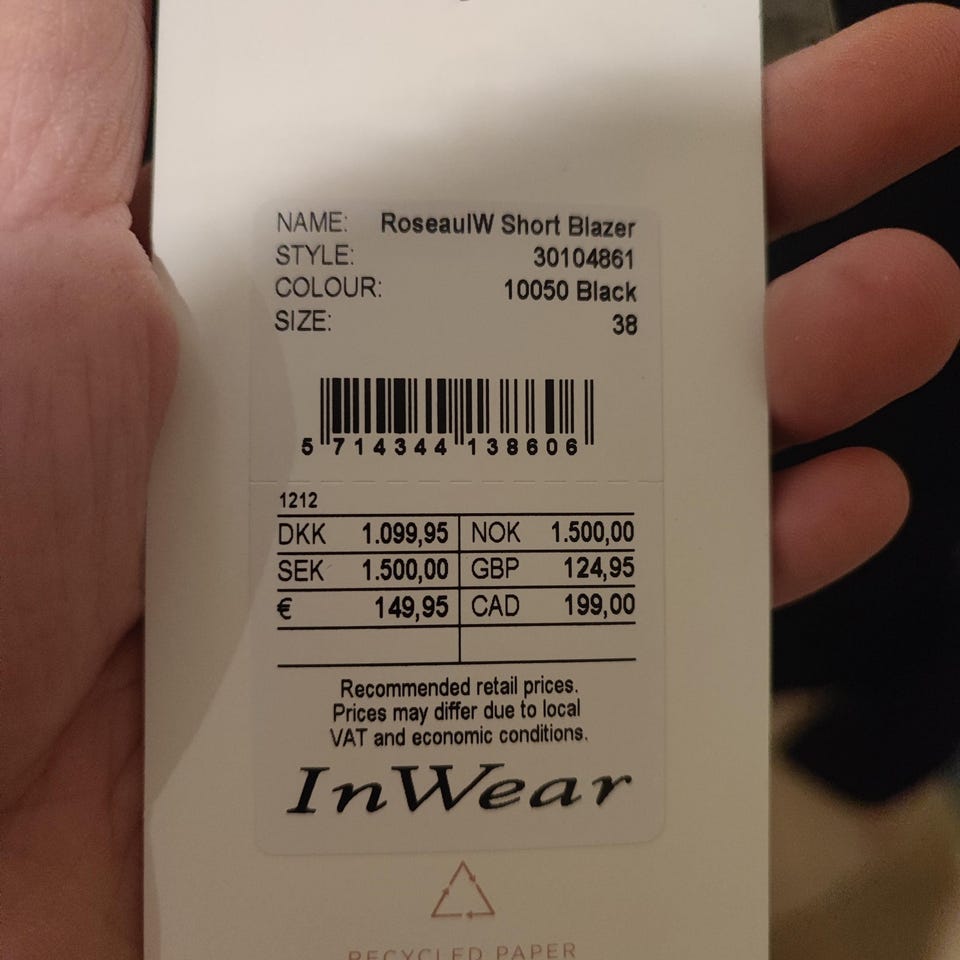 NAME: RoseauIW Short Blazer
STYLE: 30104861
COLOUR: 10050 Black
SIZE: 38
5 714344 138606
1212
DKK 1.099,95 NOK 1.500,00
SEK 1.500,00 GBP 124,95
€ 149,95 CAD 199,00
Recommended retail prices.
Prices may differ due to local
VAT and economic conditions.
InWear
RECYCLED PAPER